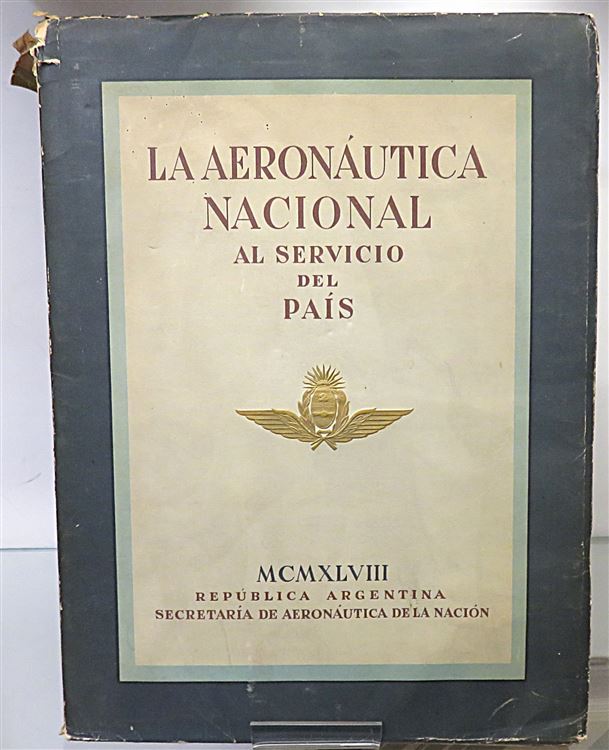 LA AERONÁUTICA
NACIONAL
AL SERVICIO
DEL
PAÍS
MCMXLVIII
REPÚBLICA ARGENTINA
SECRETARÍA DE AERONÁUTICA DE LA NACIÓN